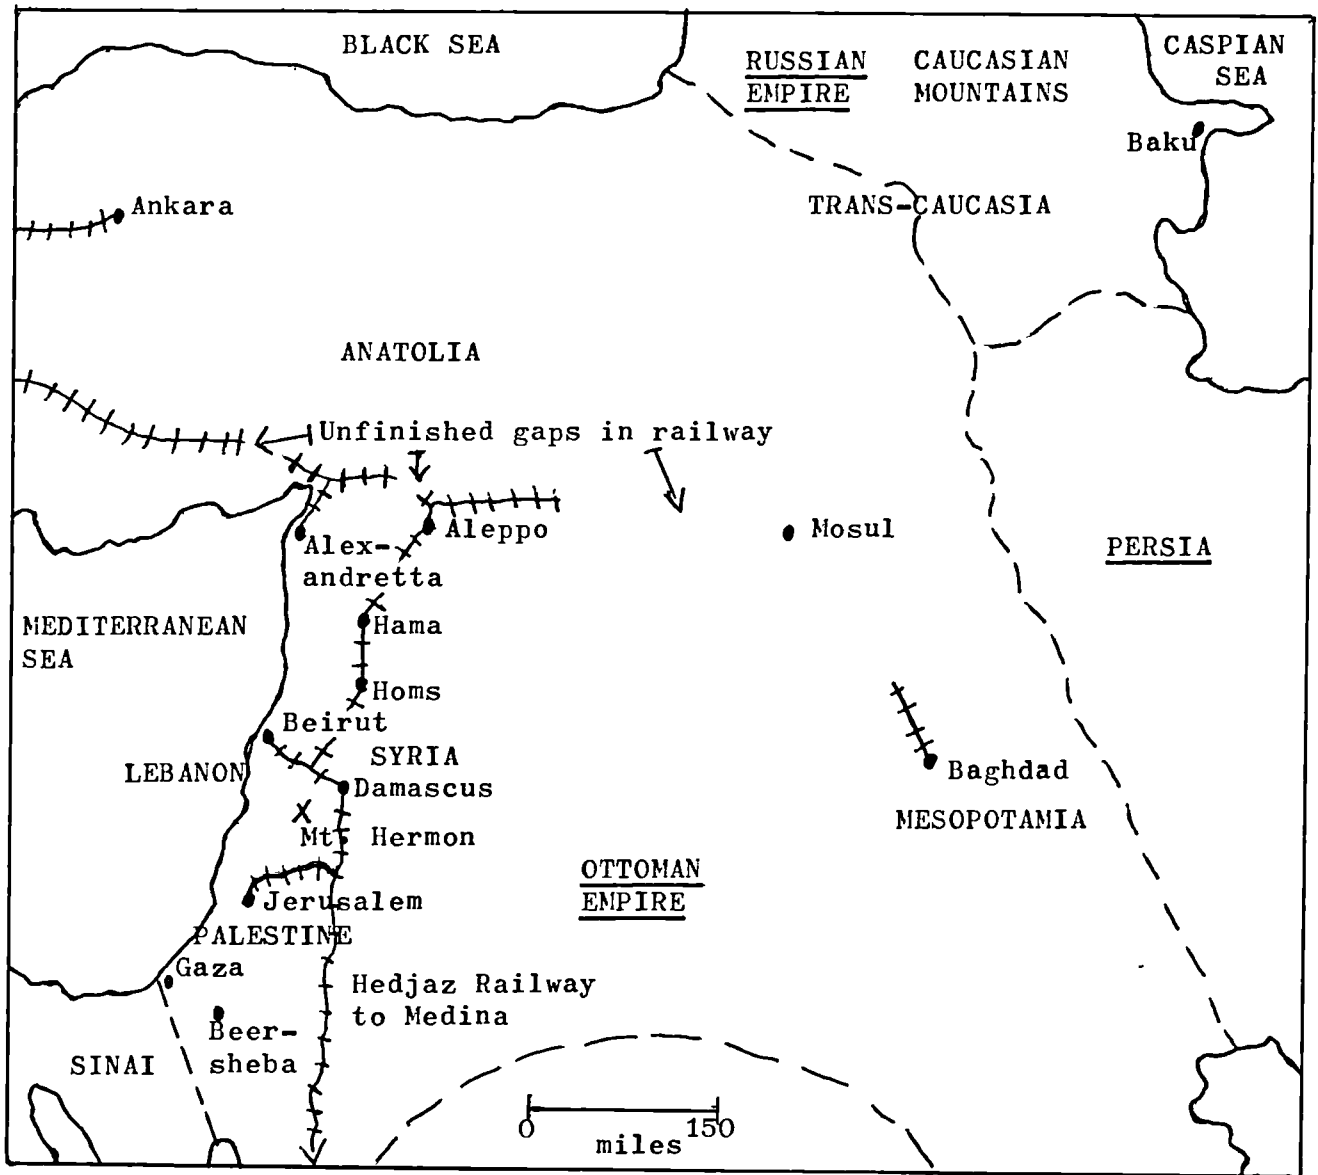 BLACK SEA
RUSSIAN
EMPIRE
CAUCASIAN
MOUNTAINS
CASPIAN
SEA
Baku
Ankara
TRANS-CAUCASIA
ANATOLIA
Unfinished gaps in railway
Aleppo
Mosul
Alex-
andretta
PERSIA
MEDITERRANEAN
SEA
Hama
Homs
Beirut
SYRIA
LEBANON
Damascus
Baghdad
MESOPOTAMIA
Mt. Hermon
OTTOMAN
EMPIRE
Jerusalem
PALESTINE
Gaza
Hedjaz Railway
to Medina
Beer-
sheba
SINAI
0 150
miles